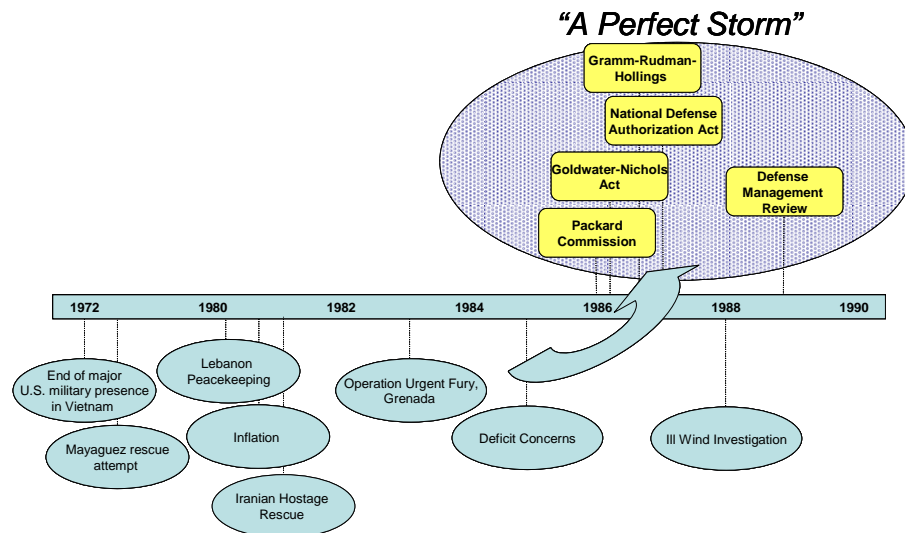 “A Perfect Storm”
Gramm-Rudman-
Hollings
National Defense
Authorization Act
Goldwater-Nichols
Act
Defense
Management
Review
Packard
Commission
1972 1980 1982 1984 1986 1988 1990
End of major
U.S. military presence
in Vietnam
Lebanon
Peacekeeping
Operation Urgent Fury,
Grenada
Mayaguez rescue
attempt
Inflation
Deficit Concerns
Ill Wind Investigation
Iranian Hostage
Rescue